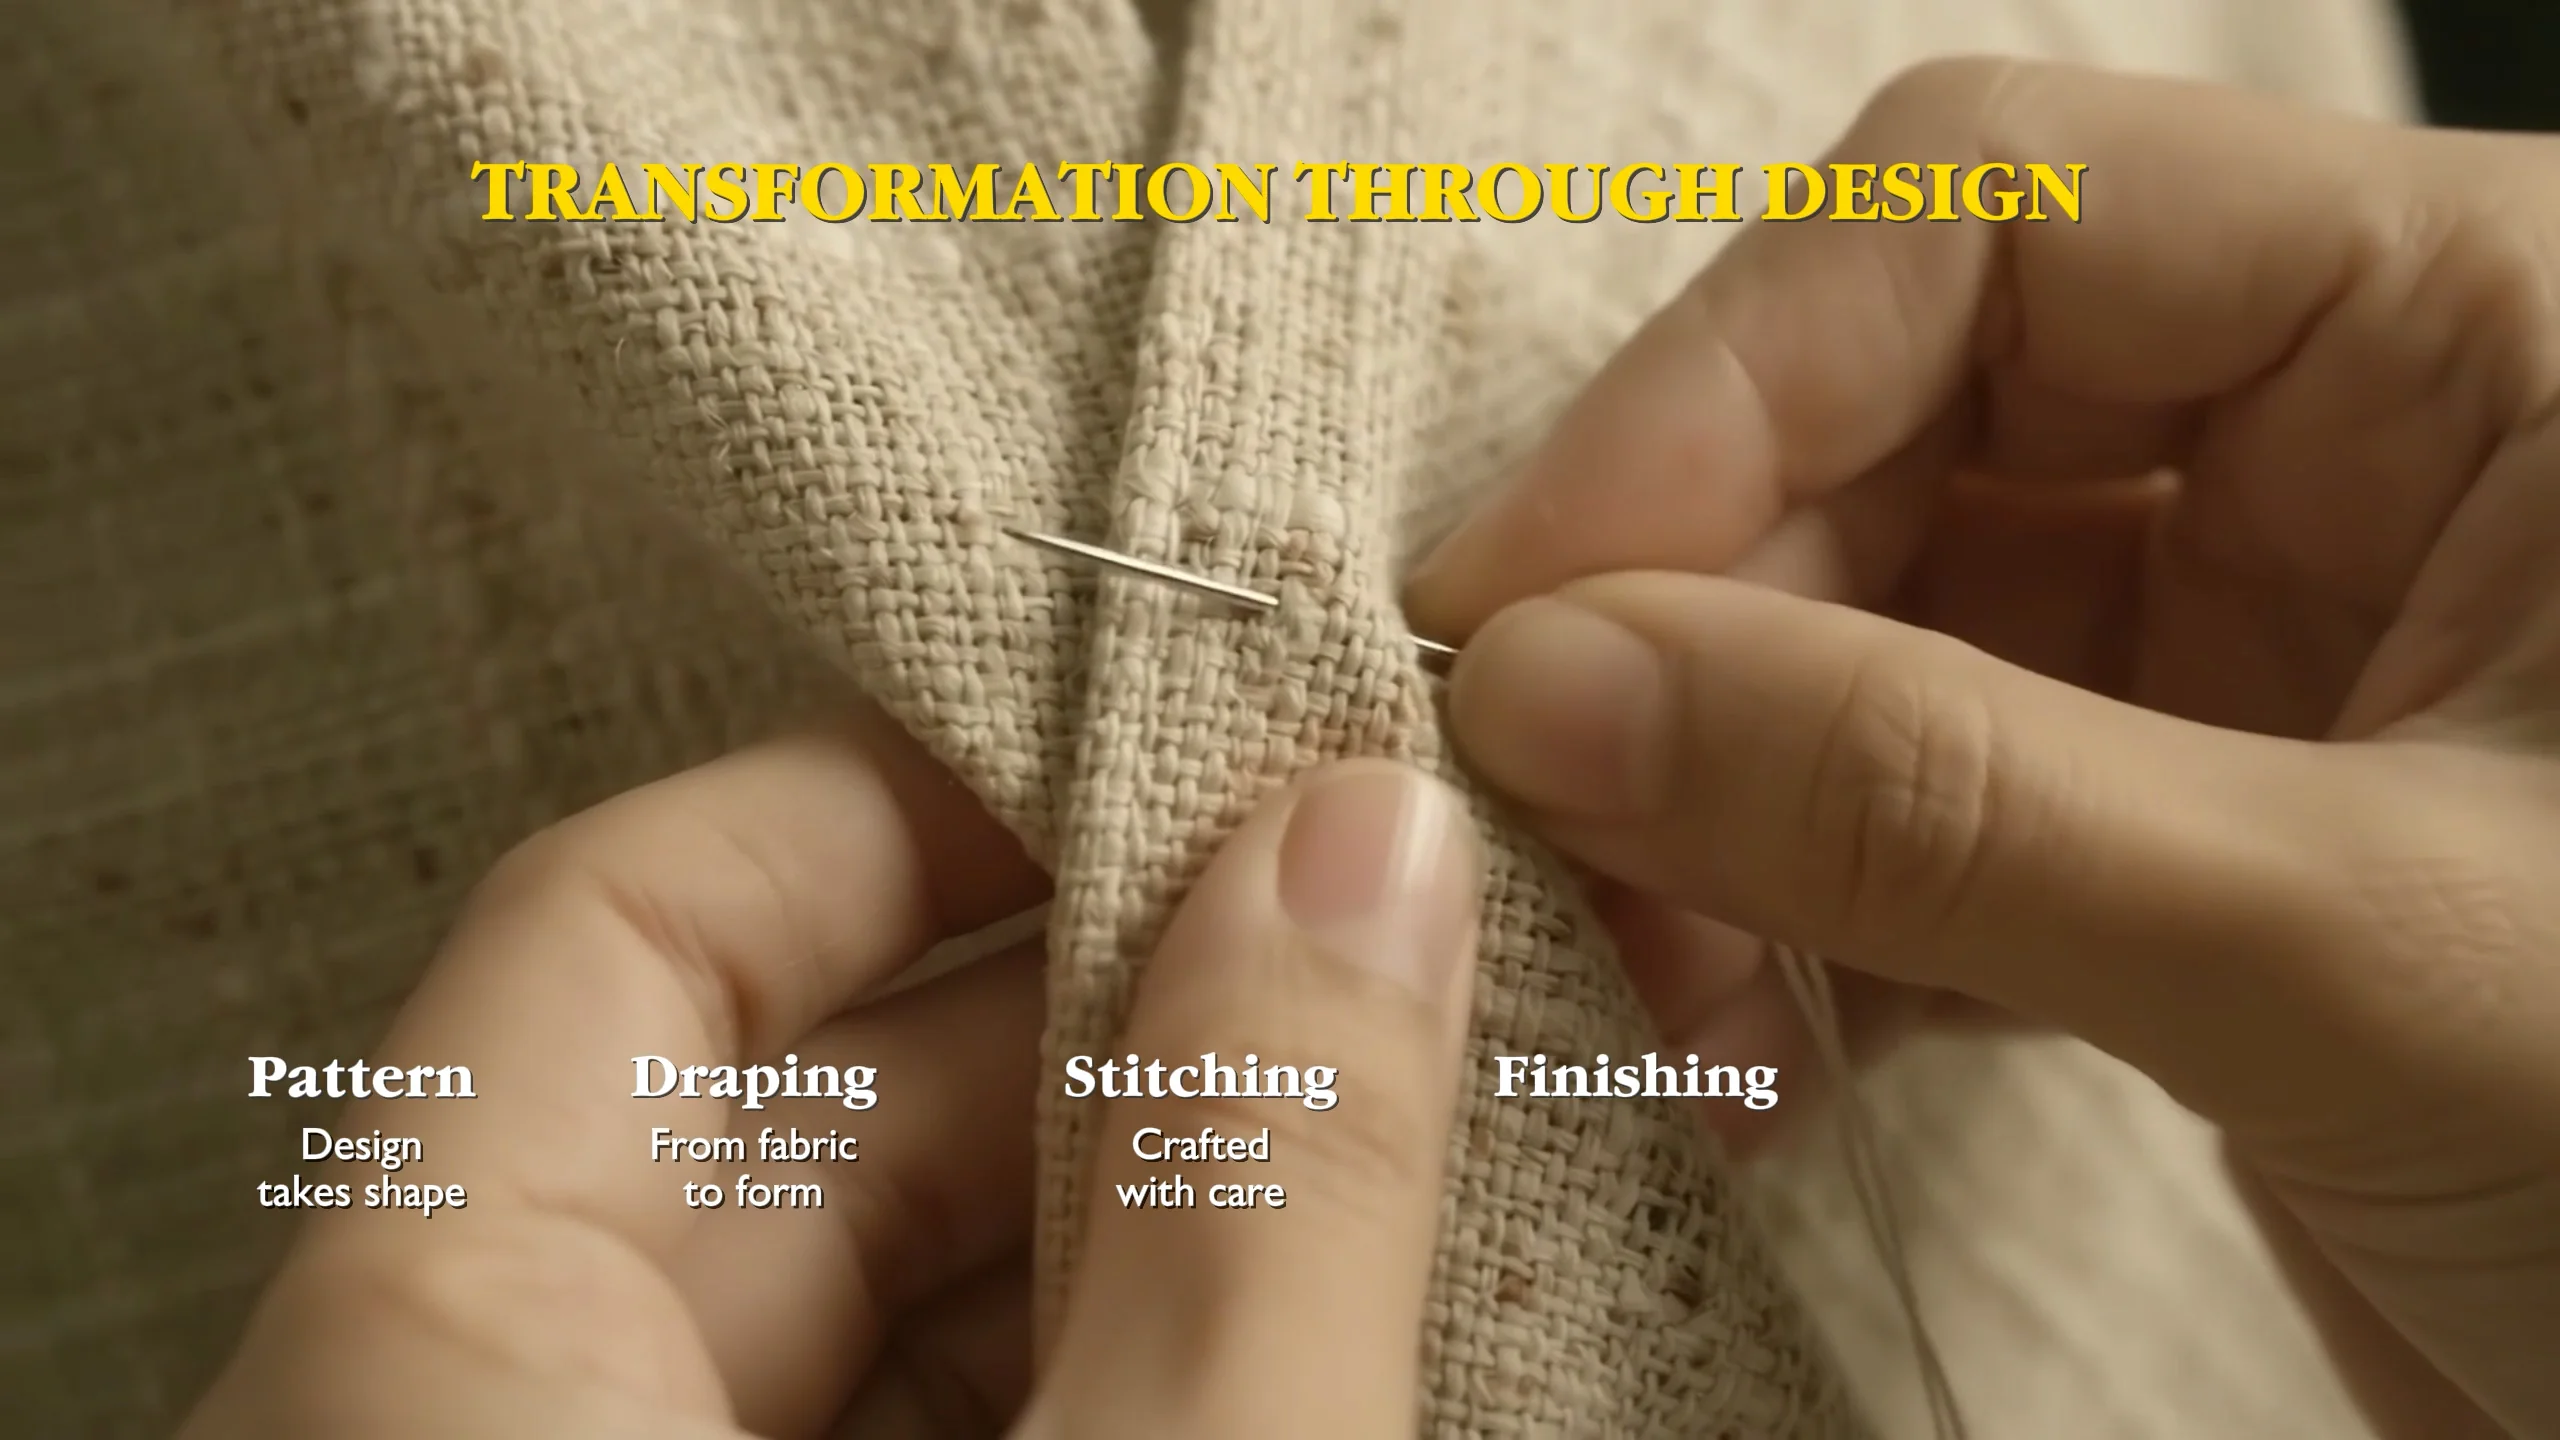 TRANSFORMATION THROUGH DESIGN
Pattern
Design
takes shape
Draping
From fabric
to form
Stitching
Crafted
with care
Finishing